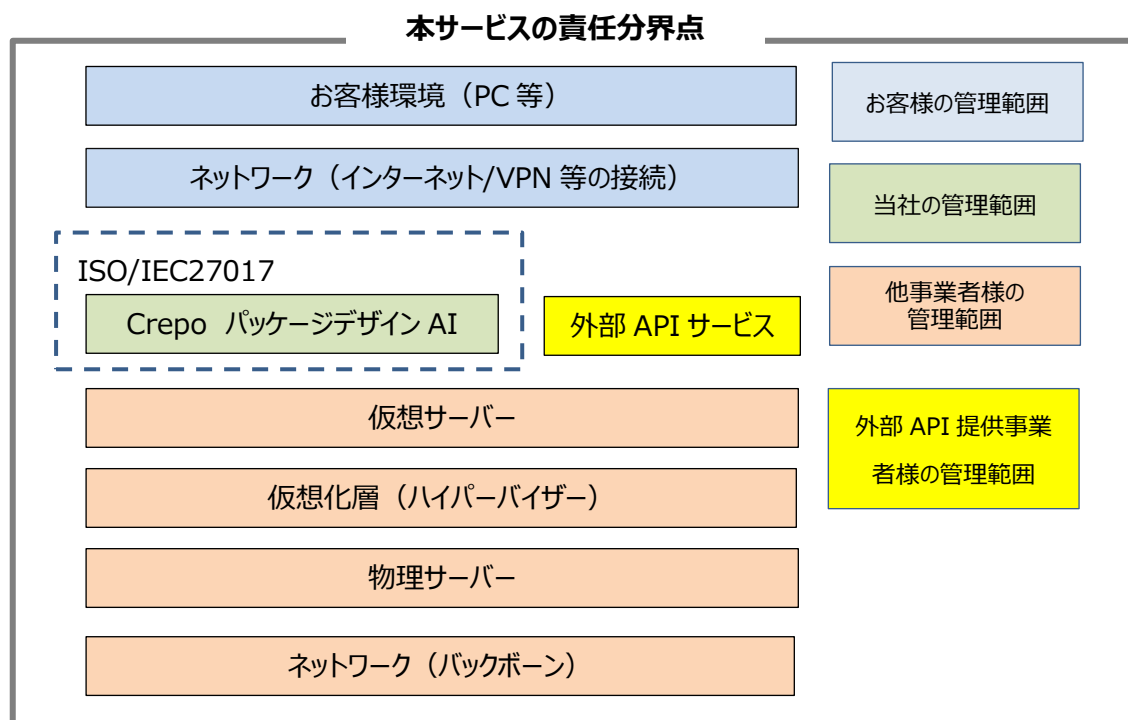 本サービスの責任分界点
お客様環境（PC 等）
お客様の管理範囲
ネットワーク（インターネット/VPN 等の接続）
当社の管理範囲
ISO/IEC27017
Crepo パッケージデザイン AI
外部 API サービス
他事業者様の
管理範囲
仮想サーバー
外部 API 提供事業
者様の管理範囲
仮想化層（ハイパーバイザー）
物理サーバー
ネットワーク（バックボーン）